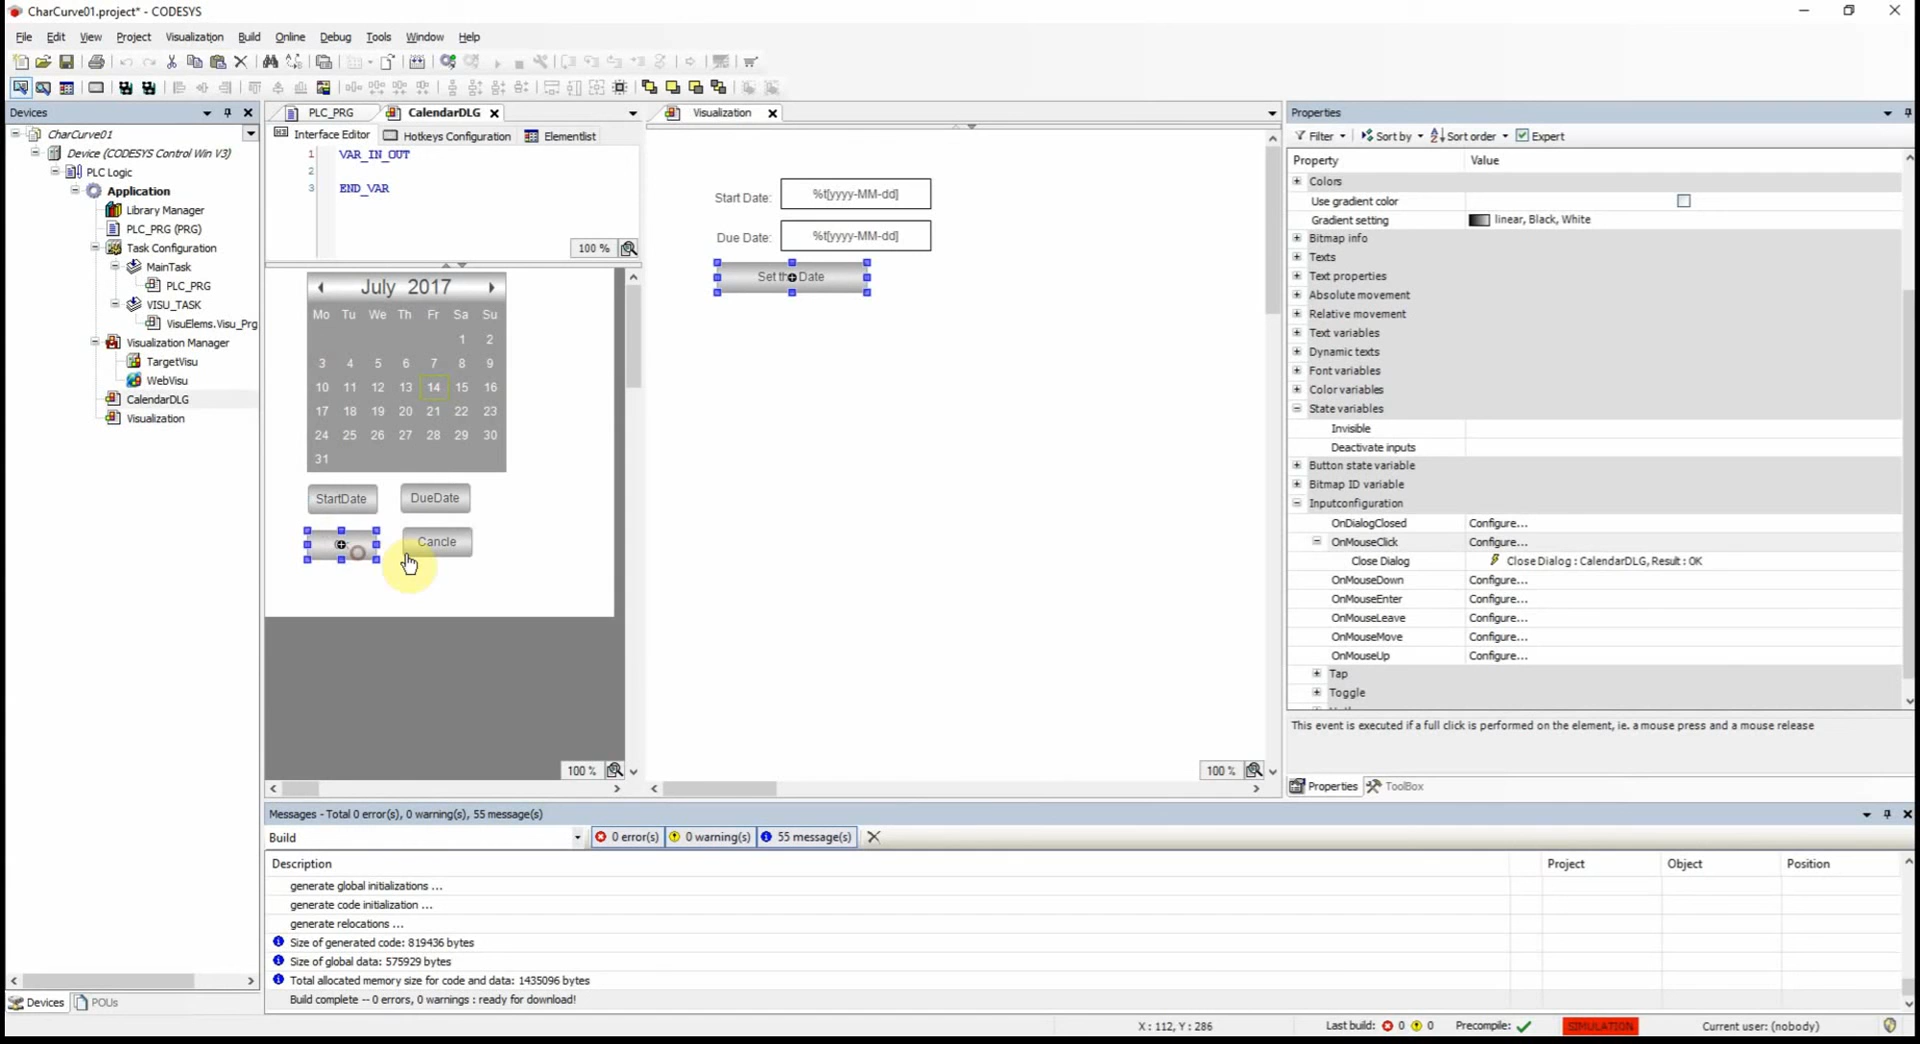 CharCurve01.project* - CODESYS
File Edit View Project Visualization Build Online Debug Tools Window Help
Devices
CharCurve01
Device (CODESYS Control Win V3)
PLC Logic
Application
Library Manager
PLC_PRG (PRG)
Task Configuration
MainTask
PLC_PRG
VISU_TASK
VisuElems.Visu_Prg
Visualization Manager
TargetVisu
WebVisu
CalendarDLG
Visualization
Devices POUs
PLC_PRG CalendarDLG
Interface Editor Hotkeys Configuration Elementlist
1 VAR_IN_OUT
2
3 END_VAR
100 %
July 2017
Mo Tu We Th Fr Sa Su
1 2
3 4 5 6 7 8 9
10 11 12 13 14 15 16
17 18 19 20 21 22 23
24 25 26 27 28 29 30
31
StartDate DueDate
Cancle
100 %
Visualization
Start Date: %t[yyyy-MM-dd]
Due Date: %t[yyyy-MM-dd]
Date
100 %
Properties
Filter Sort by Sort order Expert
Property Value
Colors
Use gradient color
Gradient setting linear, Black, White
Bitmap info
Texts
Text properties
Absolute movement
Relative movement
Text variables
Dynamic texts
Font variables
Color variables
State variables
Invisible
Deactivate inputs
Button state variable
Bitmap ID variable
Inputconfiguration
OnDialogClosed Configure...
OnMouseClick Configure...
Close Dialog Close Dialog : CalendarDLG, Result : OK
OnMouseDown Configure...
OnMouseEnter Configure...
OnMouseLeave Configure...
OnMouseMove Configure...
OnMouseUp Configure...
Tap
Toggle
This event is executed if a full click is performed on the element, ie. a mouse press and a mouse release
Properties ToolBox
Messages - Total 0 error(s), 0 warning(s), 55 message(s)
Build 0 error(s) 0 warning(s) 55 message(s)
Description Project Object Position
generate global initializations ...
generate code initialization ...
generate relocations ...
Size of generated code: 819436 bytes
Size of global data: 575929 bytes
Total allocated memory size for code and data: 1435096 bytes
Build complete -- 0 errors, 0 warnings : ready for download!
X : 112, Y : 286 Last build: 0 0 Precompile: SIMULATION Current user: (nobody)